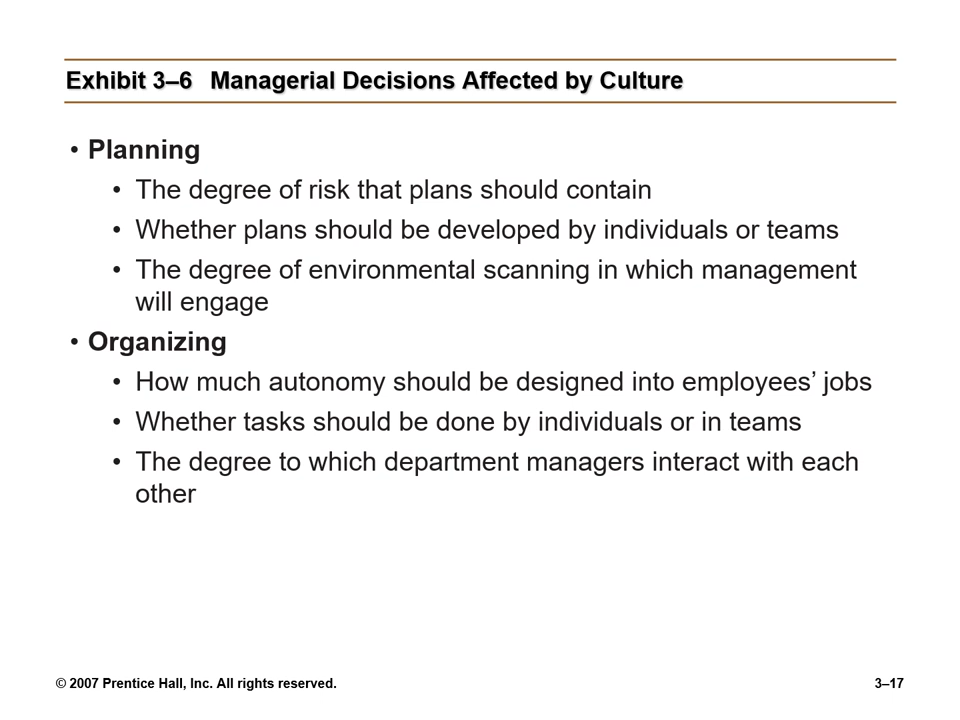 Exhibit 3–6 Managerial Decisions Affected by Culture
• Planning
• The degree of risk that plans should contain
• Whether plans should be developed by individuals or teams
• The degree of environmental scanning in which management
will engage
• Organizing
• How much autonomy should be designed into employees’ jobs
• Whether tasks should be done by individuals or in teams
• The degree to which department managers interact with each
other
© 2007 Prentice Hall, Inc. All rights reserved.
3–17